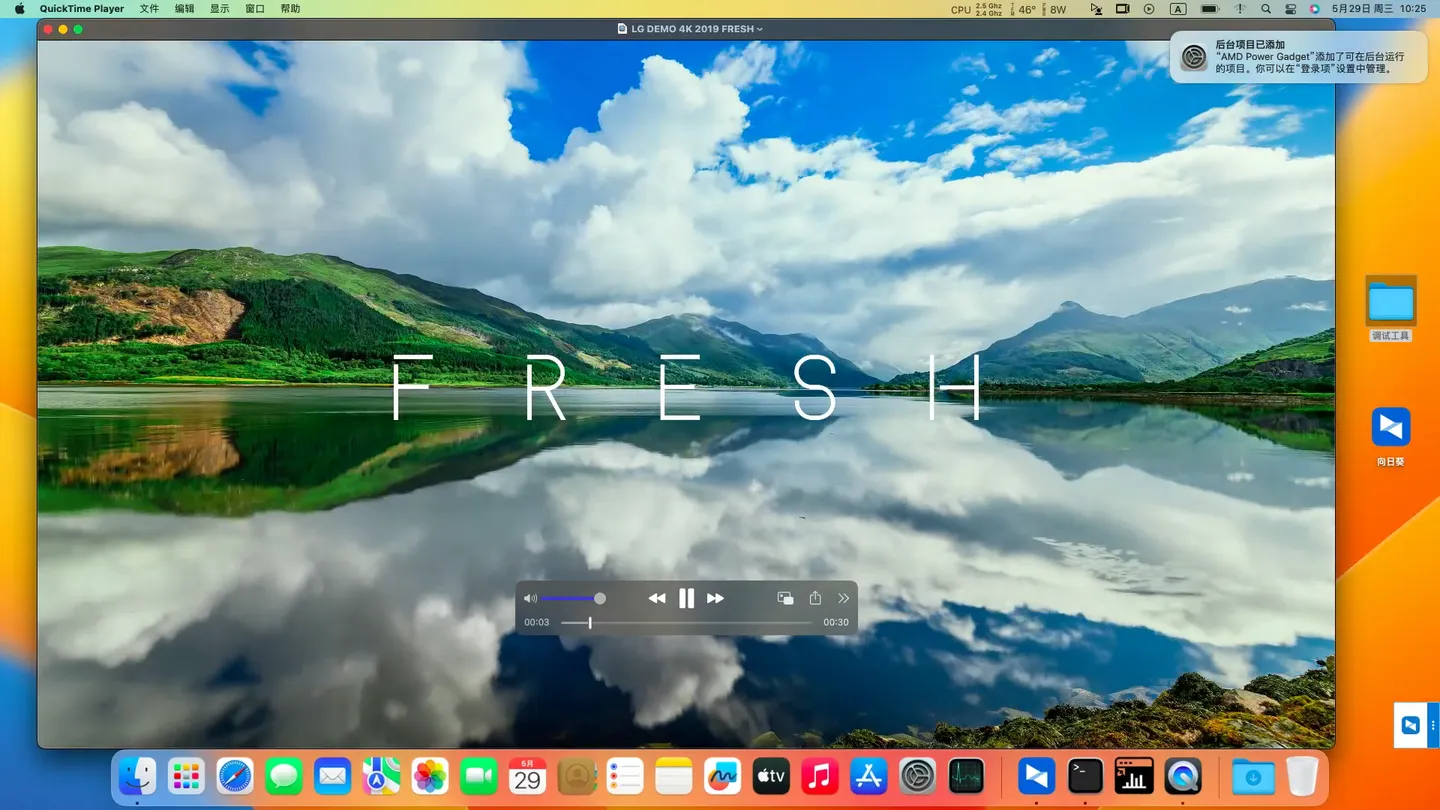 QuickTime Player 文件 编辑 显示 窗口 帮助
CPU 2.5 Ghz 2.4 Ghz 46° 8W A 5月29日 周三 10:25
LG DEMO 4K 2019 FRESH
后台项目已添加
“AMD Power Gadget”添加了可在后台运行
的项目。你可以在“登录项”设置中管理。
调试工具
FRESH
向日葵
00:03 00:30
5月
29
tv